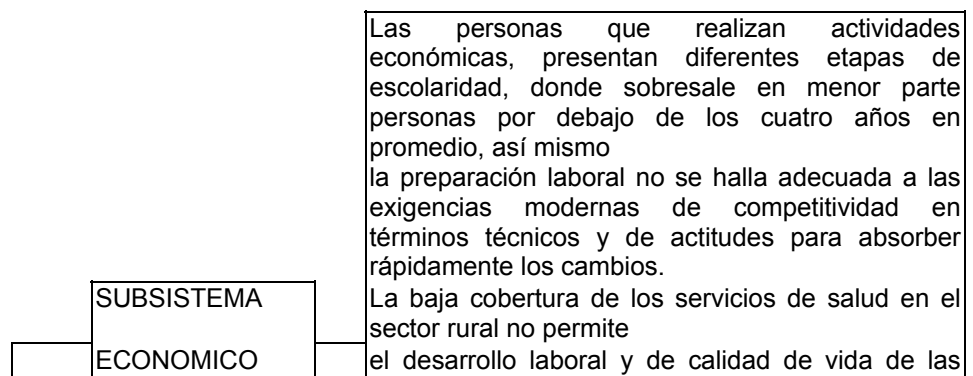 Las personas que realizan actividades
económicas, presentan diferentes etapas de
escolaridad, donde sobresale en menor parte
personas por debajo de los cuatro años en
promedio, así mismo
la preparación laboral no se halla adecuada a las
exigencias modernas de competitividad en
términos técnicos y de actitudes para absorber
rápidamente los cambios.
SUBSISTEMA
La baja cobertura de los servicios de salud en el
sector rural no permite
ECONOMICO
el desarrollo laboral y de calidad de vida de las